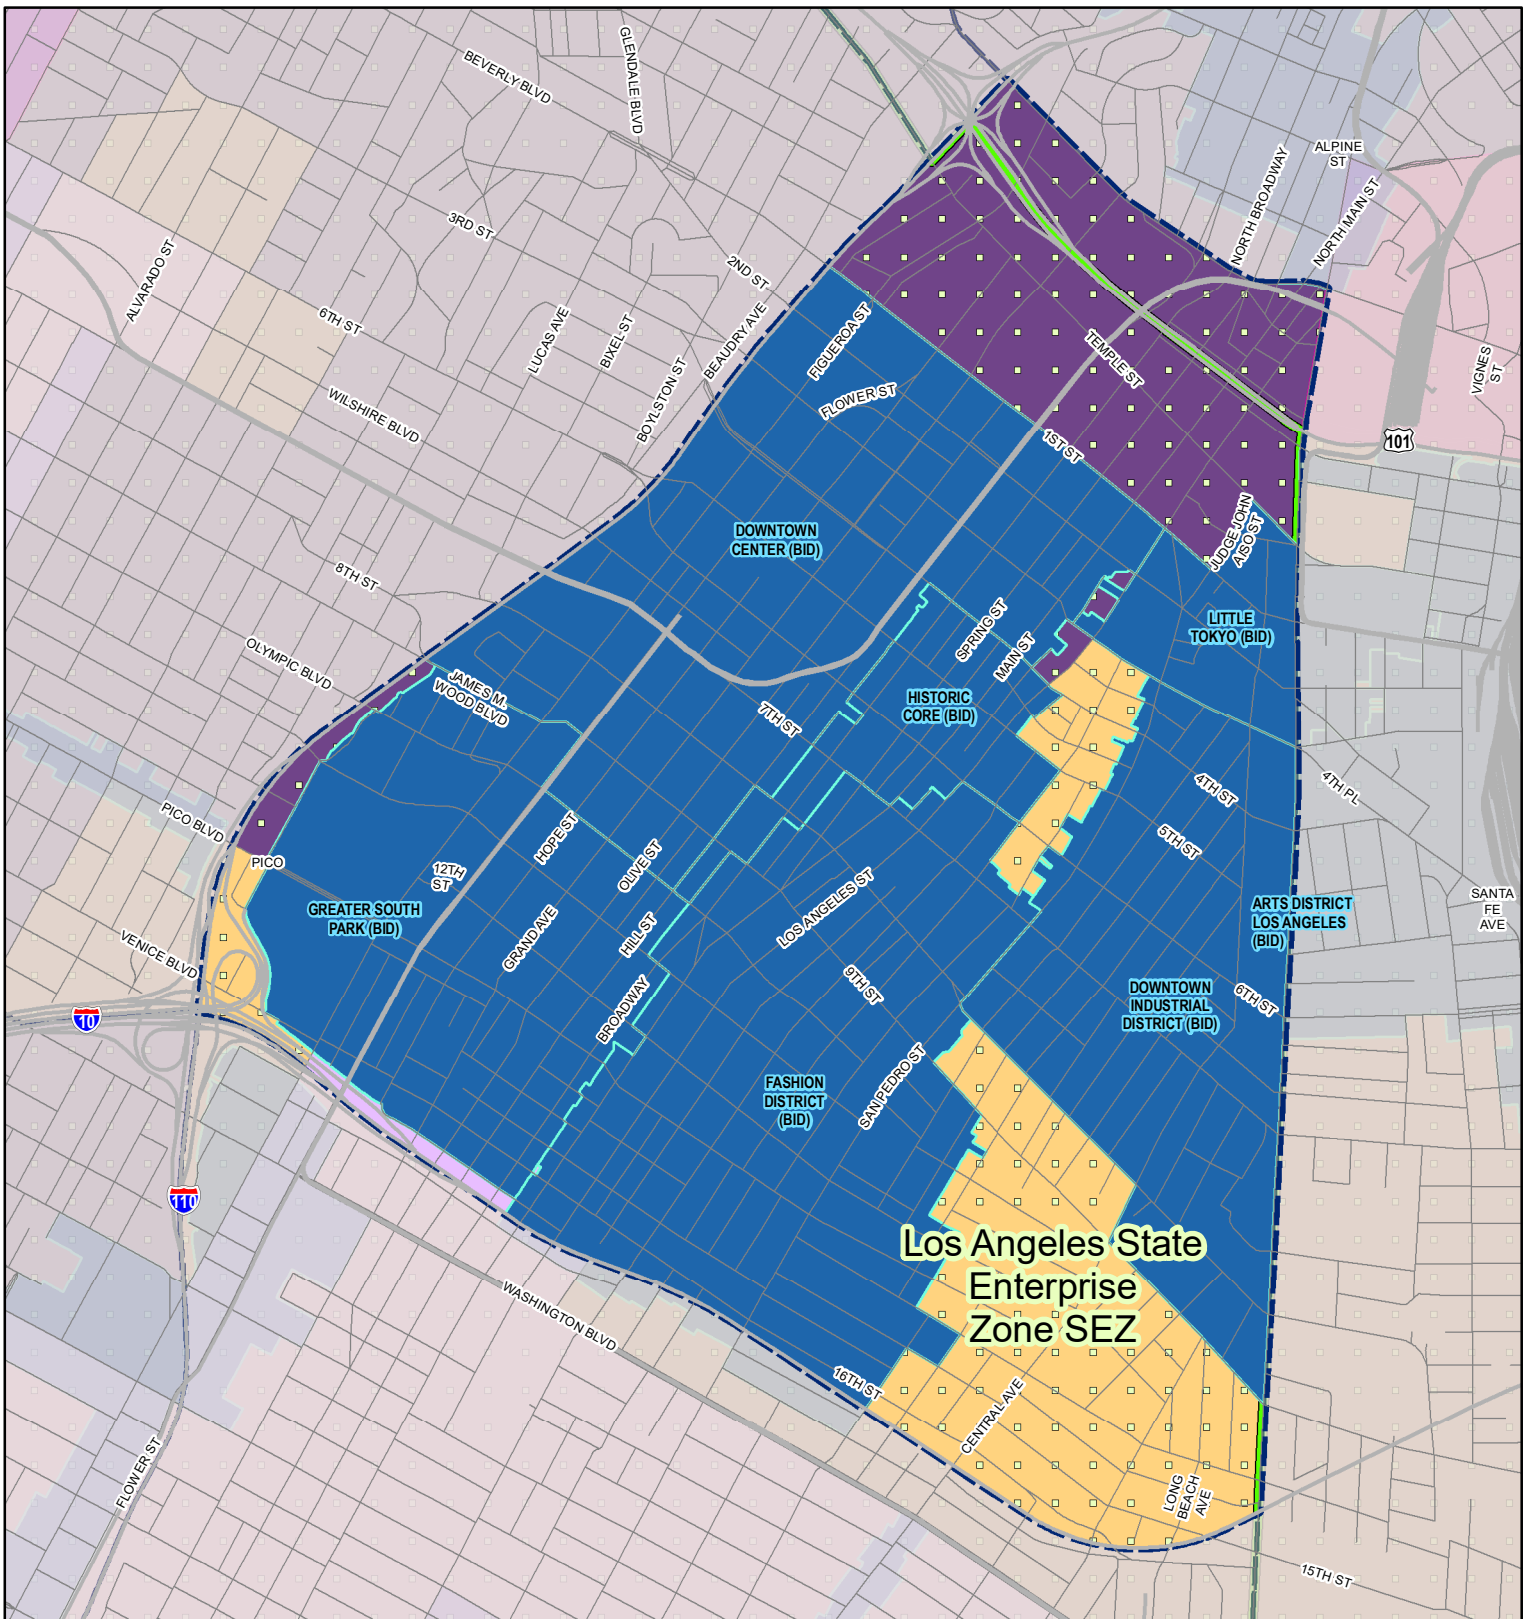 GLENDALE BLVD
BEVERLY BLVD
ALPINE
ST
NORTH BROADWAY
NORTH MAIN ST
3RD ST
ALVARADO ST
2ND ST
6TH ST
LUCAS AVE
BIXEL ST
BEAUDRY AVE
FIGUEROA ST
TEMPLE ST
VIGNES
ST
WILSHIRE BLVD
BOYLSTON ST
FLOWER ST
1ST ST
101
DOWNTOWN
CENTER (BID)
JUDGE JOHN
AISO ST
8TH ST
LITTLE
TOKYO (BID)
SPRING ST
MAIN ST
OLYMPIC BLVD
JAMES M.
WOOD BLVD
HISTORIC
CORE (BID)
7TH ST
4TH ST
4TH PL
PICO BLVD
PICO
HOPE ST
5TH ST
12TH
ST
OLIVE ST
GREATER SOUTH
PARK (BID)
LOS ANGELES ST
ARTS DISTRICT
LOS ANGELES
(BID)
SANTA
FE
AVE
VENICE BLVD
GRAND AVE
HILL ST
9TH ST
DOWNTOWN
INDUSTRIAL
DISTRICT (BID)
6TH ST
10
BROADWAY
FASHION
DISTRICT
(BID)
SAN PEDRO ST
110
Los Angeles State
Enterprise
Zone SEZ
WASHINGTON BLVD
16TH ST
CENTRAL AVE
FLOWER ST
LONG
BEACH
AVE
15TH ST